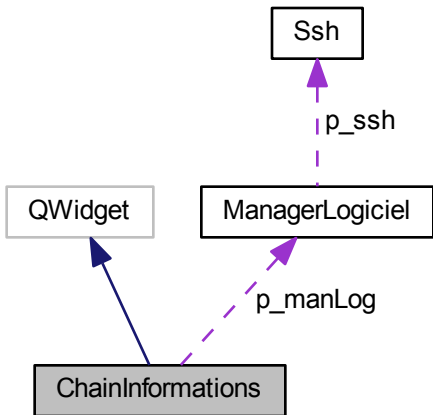 Ssh
p_ssh
QWidget
ManagerLogiciel
p_manLog
ChainInformations